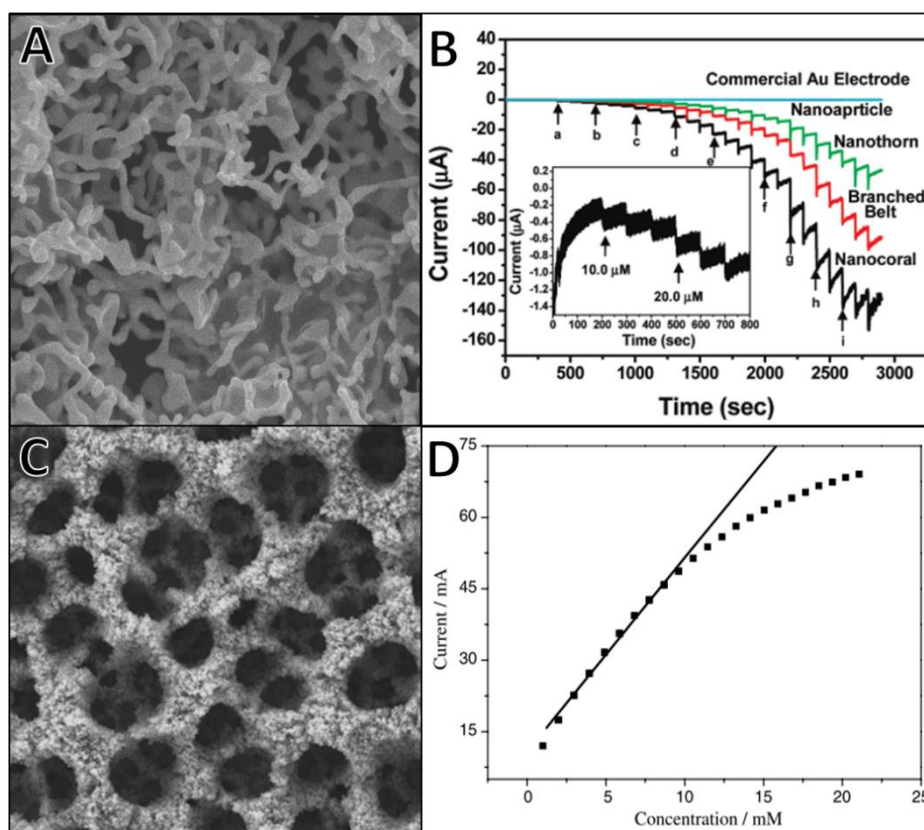 A
B
40
20
0
-20
-40
-60
-80
-100
-120
-140
-160
Current (μA)
Commercial Au Electrode
Nanoaprticle
Nanothorn
Branched
Belt
Nanocoral
a
b
c
d
e
f
g
h
i
0.2
0.0
-0.2
-0.4
-0.6
-0.8
-1.0
-1.2
-1.4
Current (μA)
10.0 μM
20.0 μM
0 100 200 300 400 500 600 700 800
Time (sec)
0 500 1000 1500 2000 2500 3000
Time (sec)
C
D
75
60
45
30
15
Current / mA
0 5 10 15 20 25
Concentration / mM